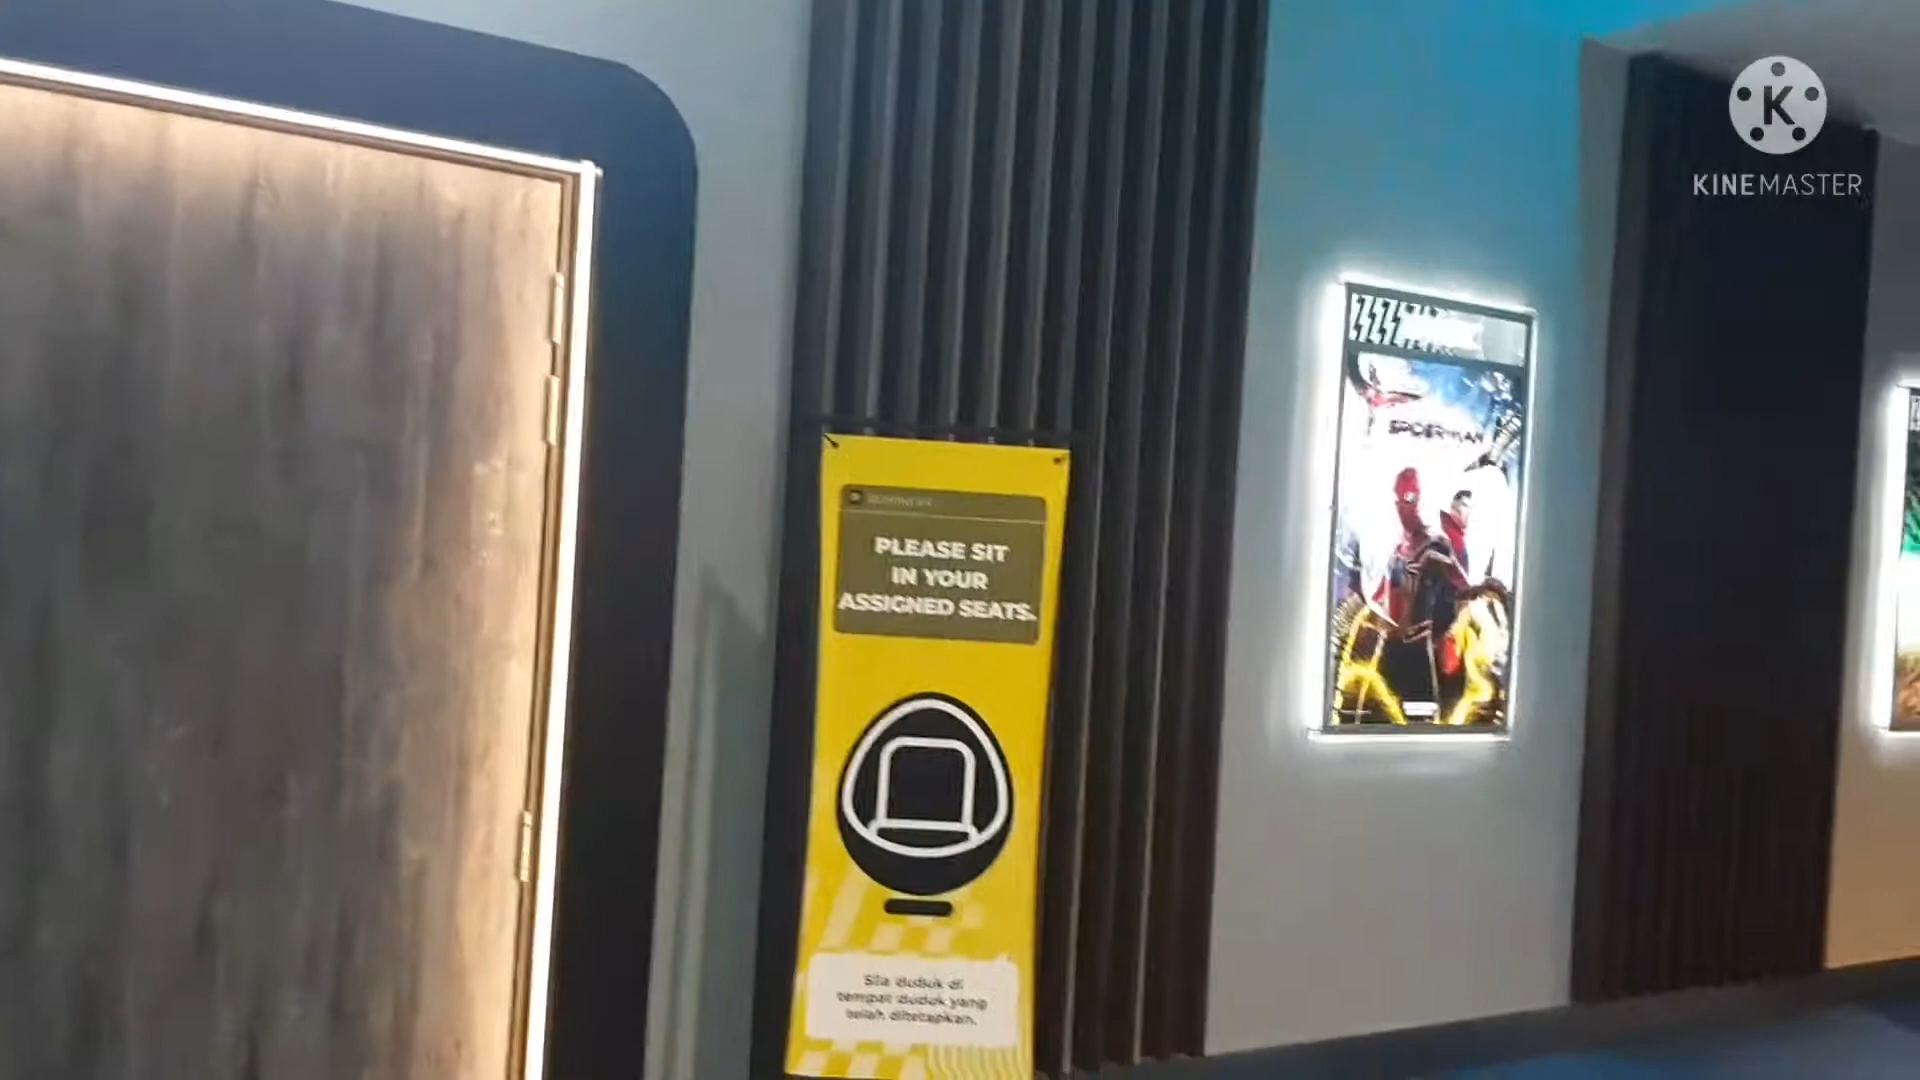 REMINDER
PLEASE SIT
IN YOUR
ASSIGNED SEATS.
Sila duduk di
tempat duduk yang
telah ditetapkan.
SPIDER-MAN
K
KINEMASTER